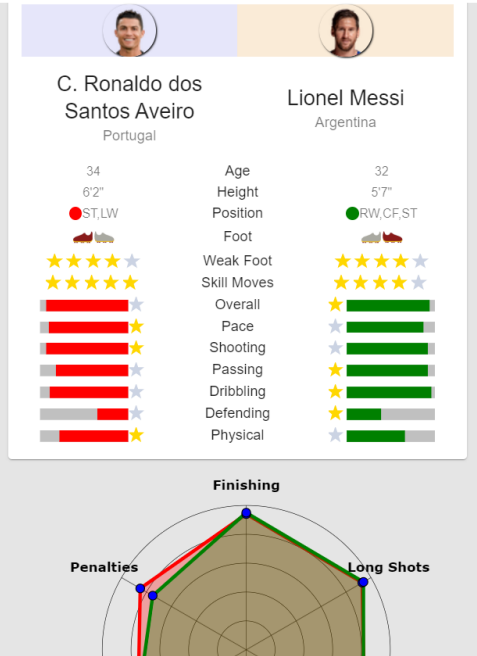 C. Ronaldo dos
Santos Aveiro
Portugal
Lionel Messi
Argentina
34 Age 32
6'2" Height 5'7"
ST,LW Position RW,CF,ST
Foot
Weak Foot
Skill Moves
Overall
Pace
Shooting
Passing
Dribbling
Defending
Physical
Finishing
Penalties Long Shots